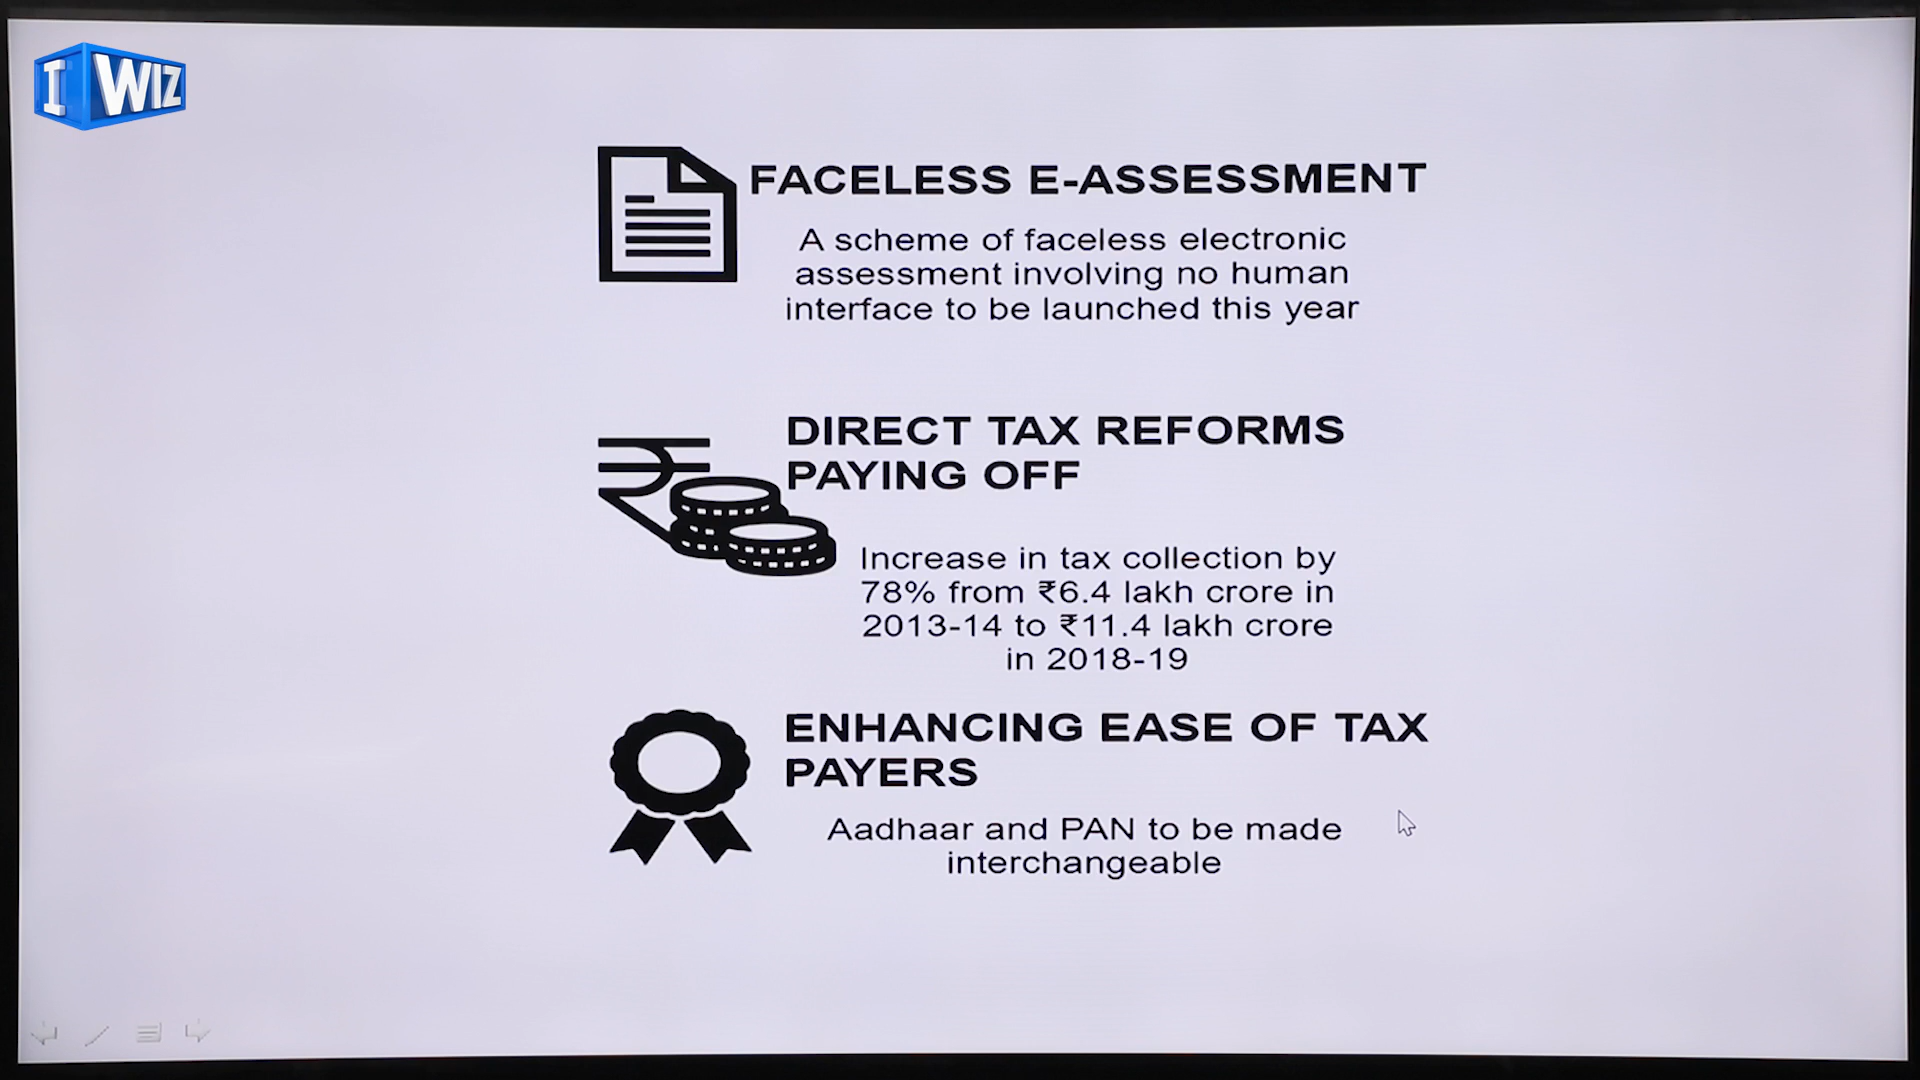 I WIZ
FACELESS E-ASSESSMENT
A scheme of faceless electronic
assessment involving no human
interface to be launched this year
DIRECT TAX REFORMS
PAYING OFF
Increase in tax collection by
78% from ₹6.4 lakh crore in
2013-14 to ₹11.4 lakh crore
in 2018-19
ENHANCING EASE OF TAX
PAYERS
Aadhaar and PAN to be made
interchangeable